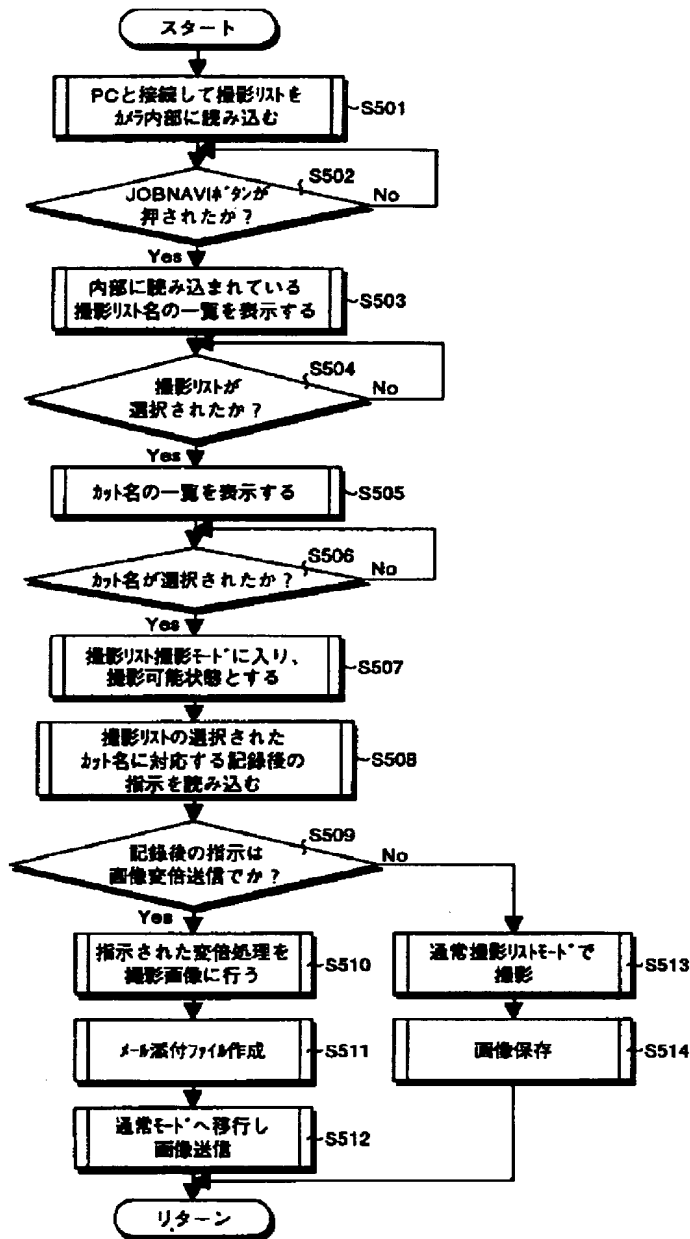 スタート
PCと接続して撮影リストを
カメラ内部に読み込む
S501
S502
JOBNAVIボタンが
押されたか？
No
Yes
内部に読み込まれている
撮影リスト名の一覧を表示する
S503
S504
撮影リストが
選択されたか？
No
Yes
カット名の一覧を表示する
S505
S506
カット名が選択されたか？
No
Yes
撮影リスト撮影モードに入り、
撮影可能状態とする
S507
撮影リストの選択された
カット名に対応する記録後の
指示を読み込む
S508
S509
記録後の指示は
画像変倍送信でか？
No
Yes
指示された変倍処理を
撮影画像に行う
S510
通常撮影リストモードで
撮影
S513
メール添付ファイル作成
S511
画像保存
S514
通常モードへ移行し
画像送信
S512
リターン